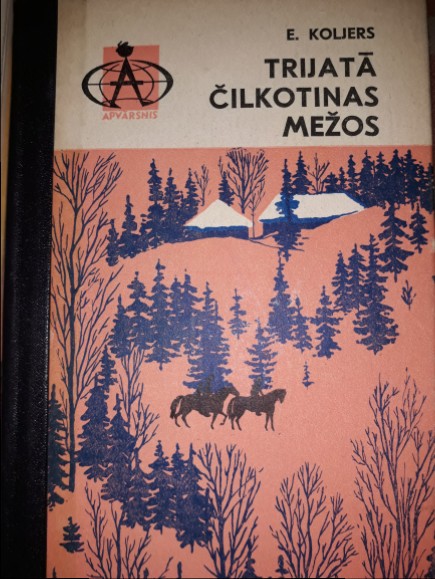 E. KOLJERS
TRIJATĀ
ČILKOTINAS
MEŽOS
A
APVĀRSNIS